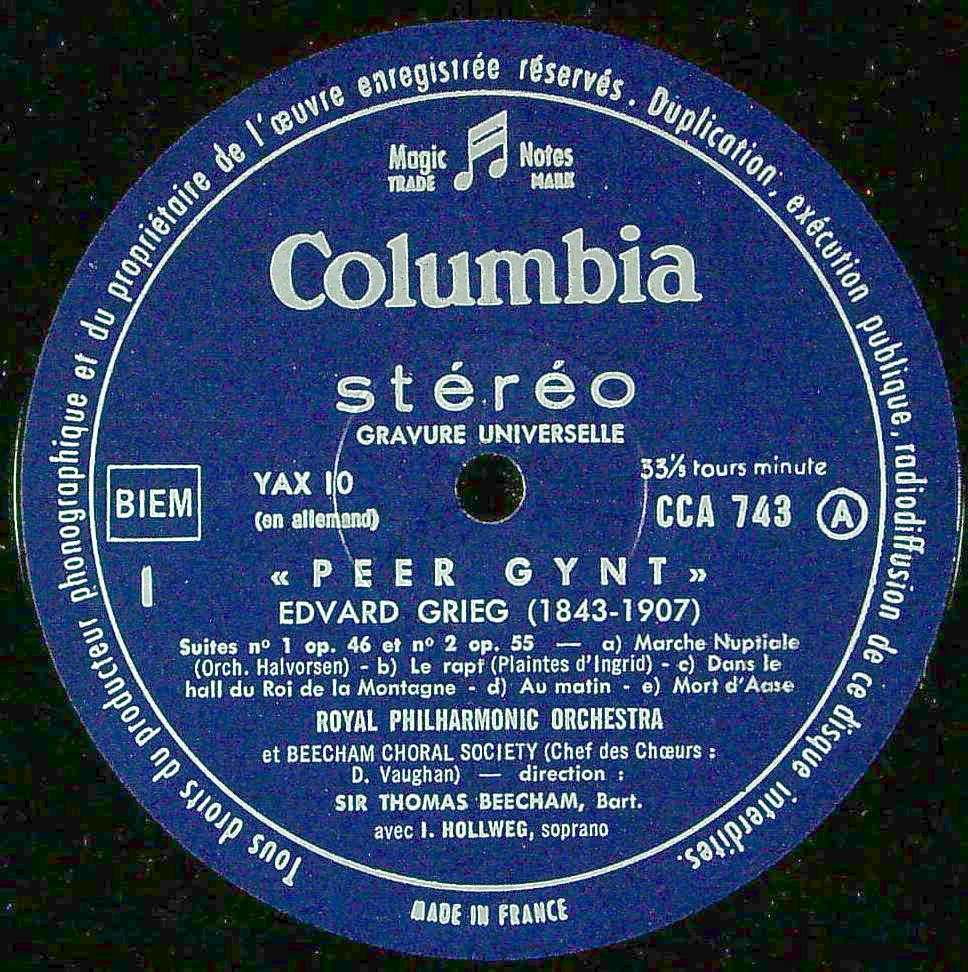 Tous droits du producteur phonographique et du propriétaire de l'œuvre enregistrée réservés. Duplication, exécution publique, radiodiffusion de ce disque interdites.
Magic Notes
TRADE MARK
Columbia
stéréo
GRAVURE UNIVERSELLE
BIEM
YAX 10
(en allemand)
33⅓ tours minute
CCA 743 A
1
« PEER GYNT »
EDVARD GRIEG (1843-1907)
Suites nº 1 op. 46 et nº 2 op. 55 — a) Marche Nuptiale
(Orch. Halvorsen) - b) Le rapt (Plaintes d'Ingrid) - c) Dans le
hall du Roi de la Montagne - d) Au matin - e) Mort d'Aase
ROYAL PHILHARMONIC ORCHESTRA
et BEECHAM CHORAL SOCIETY (Chef des Chœurs :
D. Vaughan) — direction :
SIR THOMAS BEECHAM, Bart.
avec I. HOLLWEG, soprano
MADE IN FRANCE